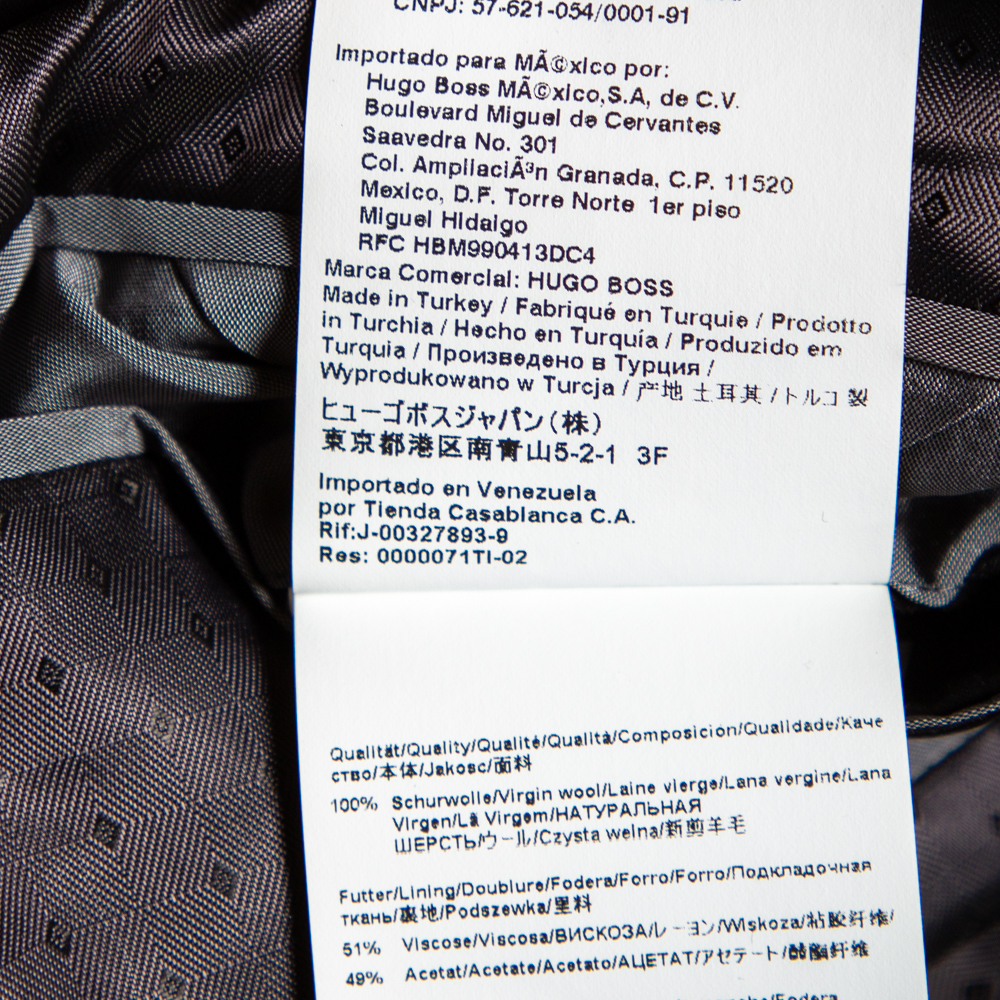 CNPJ: 57-621-054/0001-91
Importado para MÃ©xico por:
Hugo Boss MÃ©xico,S.A, de C.V.
Boulevard Miguel de Cervantes
Saavedra No. 301
Col. AmpliaciÃ³n Granada, C.P. 11520
Mexico, D.F. Torre Norte 1er piso
Miguel Hidalgo
RFC HBM990413DC4
Marca Comercial: HUGO BOSS
Made in Turkey / Fabriqué en Turquie / Prodotto
in Turchia / Hecho en Turquía / Produzido em
Turquia / Произведено в Турции /
Wyprodukowano w Turcja / 产地 土耳其 / トルコ 製
ヒューゴボスジャパン(株)
東京都港区南青山5-2-1 3F
Importado en Venezuela
por Tienda Casablanca C.A.
Rif:J-00327893-9
Res: 0000071TI-02
Qualität/Quality/Qualité/Qualità/Composición/Qualidade/Каче
ство/本体/Jakosc/面料
100% Schurwolle/Virgin wool/Laine vierge/Lana vergine/Lana
Virgen/Lã Virgem/НАТУРАЛЬНАЯ
ШЕРСТЬ/ウール/Czysta welna/新剪羊毛
Futter/Lining/Doublure/Fodera/Forro/Forro/Подкладочная
ткань/裏地/Podszewka/里料
51% Viscose/Viscosa/ВИСКОЗА/レーヨン/Wiskoza/粘胶纤维/
49% Acetat/Acetate/Acetato/АЦЕТАТ/アセテート/醋酯纤维
/Fodera